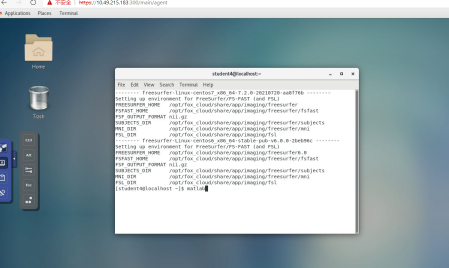 不安全 https://10.49.215.183:300/main/agent
Applications Places Terminal
Home
Trash
Ctrl
Alt
Esc
student4@localhost:~
File Edit View Search Terminal Help
-------- freesurfer-linux-centos7_x86_64-7.2.0-20210720-aa8f76b --------
Setting up environment for FreeSurfer/FS-FAST (and FSL)
FREESURFER_HOME /opt/fox_cloud/share/app/imaging/freesurfer
FSFAST_HOME /opt/fox_cloud/share/app/imaging/freesurfer/fsfast
FSF_OUTPUT_FORMAT nii.gz
SUBJECTS_DIR /opt/fox_cloud/share/app/imaging/freesurfer/subjects
MNI_DIR /opt/fox_cloud/share/app/imaging/freesurfer/mni
FSL_DIR /opt/fox_cloud/share/app/imaging/fsl
-------- freesurfer-Linux-centos6_x86_64-stable-pub-v6.0.0-2beb96c --------
Setting up environment for FreeSurfer/FS-FAST (and FSL)
FREESURFER_HOME /opt/fox_cloud/share/app/imaging/freesurfer6.0
FSFAST_HOME /opt/fox_cloud/share/app/imaging/freesurfer/fsfast
FSF_OUTPUT_FORMAT nii.gz
SUBJECTS_DIR /opt/fox_cloud/share/app/imaging/freesurfer/subjects
MNI_DIR /opt/fox_cloud/share/app/imaging/freesurfer/mni
FSL_DIR /opt/fox_cloud/share/app/imaging/fsl
[student4@localhost ~]$ matlab